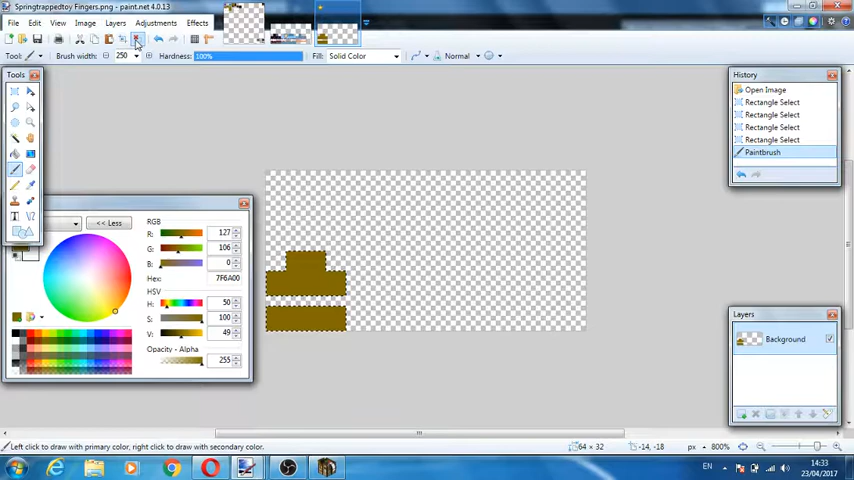 Springtrappedtoy Fingers.png - paint.net 4.0.13
File Edit View Image Layers Adjustments Effects
Tool: Brush width: 250 Hardness: 100% Fill: Solid Color Normal
Tools
History
Open Image
Rectangle Select
Rectangle Select
Rectangle Select
Rectangle Select
Paintbrush
<< Less
RGB
R: 127
G: 106
B: 0
Hex: 7F6A00
HSV
H: 50
S: 100
V: 49
Opacity - Alpha
255
Layers
Background
Left click to draw with primary color, right click to draw with secondary color.
64 × 32
-14, -18
px
800%
EN
14:33
23/04/2017